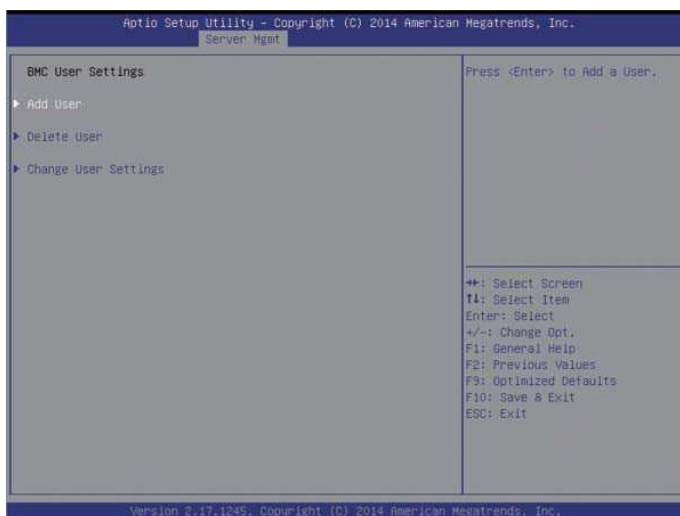 Aptio Setup Utility – Copyright (C) 2014 American Megatrends, Inc.
Server Mgmt
BMC User Settings
Add User
Delete User
Change User Settings
Press <Enter> to Add a User.
→←: Select Screen
↑↓: Select Item
Enter: Select
+/-: Change Opt.
F1: General Help
F2: Previous Values
F9: Optimized Defaults
F10: Save & Exit
ESC: Exit
Version 2.17.1245. Copyright (C) 2014 American Megatrends, Inc.